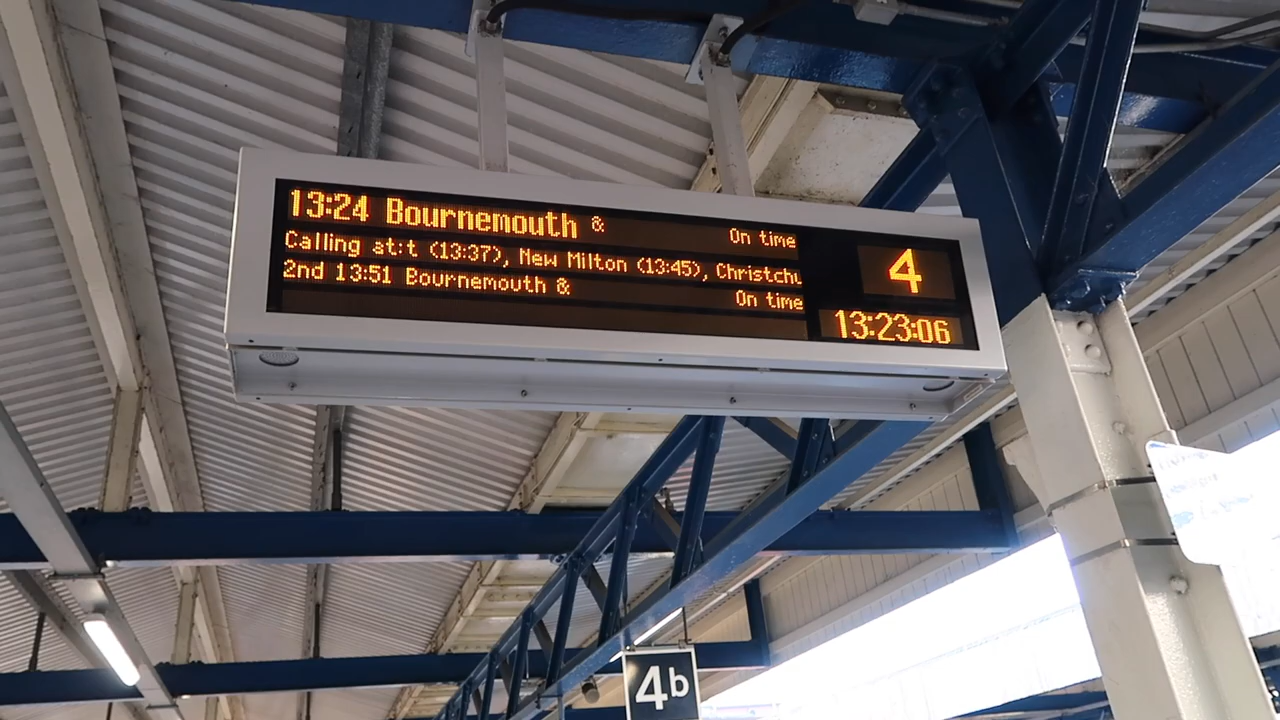 13:24 Bournemouth & On time
Calling at:t (13:37), New Milton (13:45), Christchu
2nd 13:51 Bournemouth & On time
4
13:23:06
4b